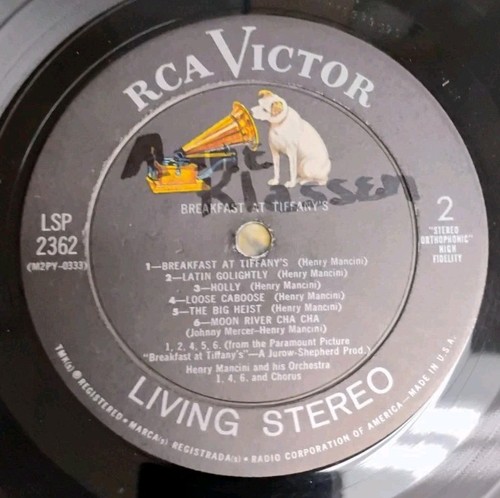 RCA VICTOR
Klassen
BREAKFAST AT TIFFANY'S
LSP
2362
(M2PY-0333)
2
"STEREO
ORTHOPHONIC"
HIGH
FIDELITY
1—BREAKFAST AT TIFFANY'S (Henry Mancini)
2—LATIN GOLIGHTLY (Henry Mancini)
3—HOLLY (Henry Mancini)
4—LOOSE CABOOSE (Henry Mancini)
5—THE BIG HEIST (Henry Mancini)
6—MOON RIVER CHA CHA
(Johnny Mercer—Henry Mancini)
1, 2, 4, 5, 6, (from the Paramount Picture
"Breakfast at Tiffany's"—A Jurow-Shepherd Prod.)
Henry Mancini and his Orchestra
1, 4, 6, and Chorus
LIVING STEREO
TMK(s) ® REGISTERED • MARCA(s) REGISTRADA(s) • RADIO CORPORATION OF AMERICA — MADE IN U.S.A.